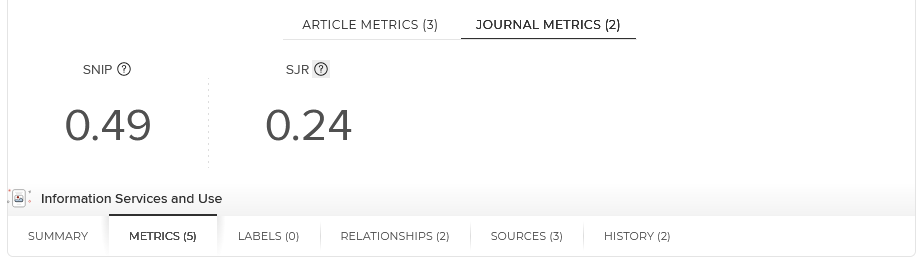 ARTICLE METRICS (3) JOURNAL METRICS (2)
SNIP ? SJR ?
0.49 0.24
Information Services and Use
SUMMARY METRICS (5) LABELS (0) RELATIONSHIPS (2) SOURCES (3) HISTORY (2)